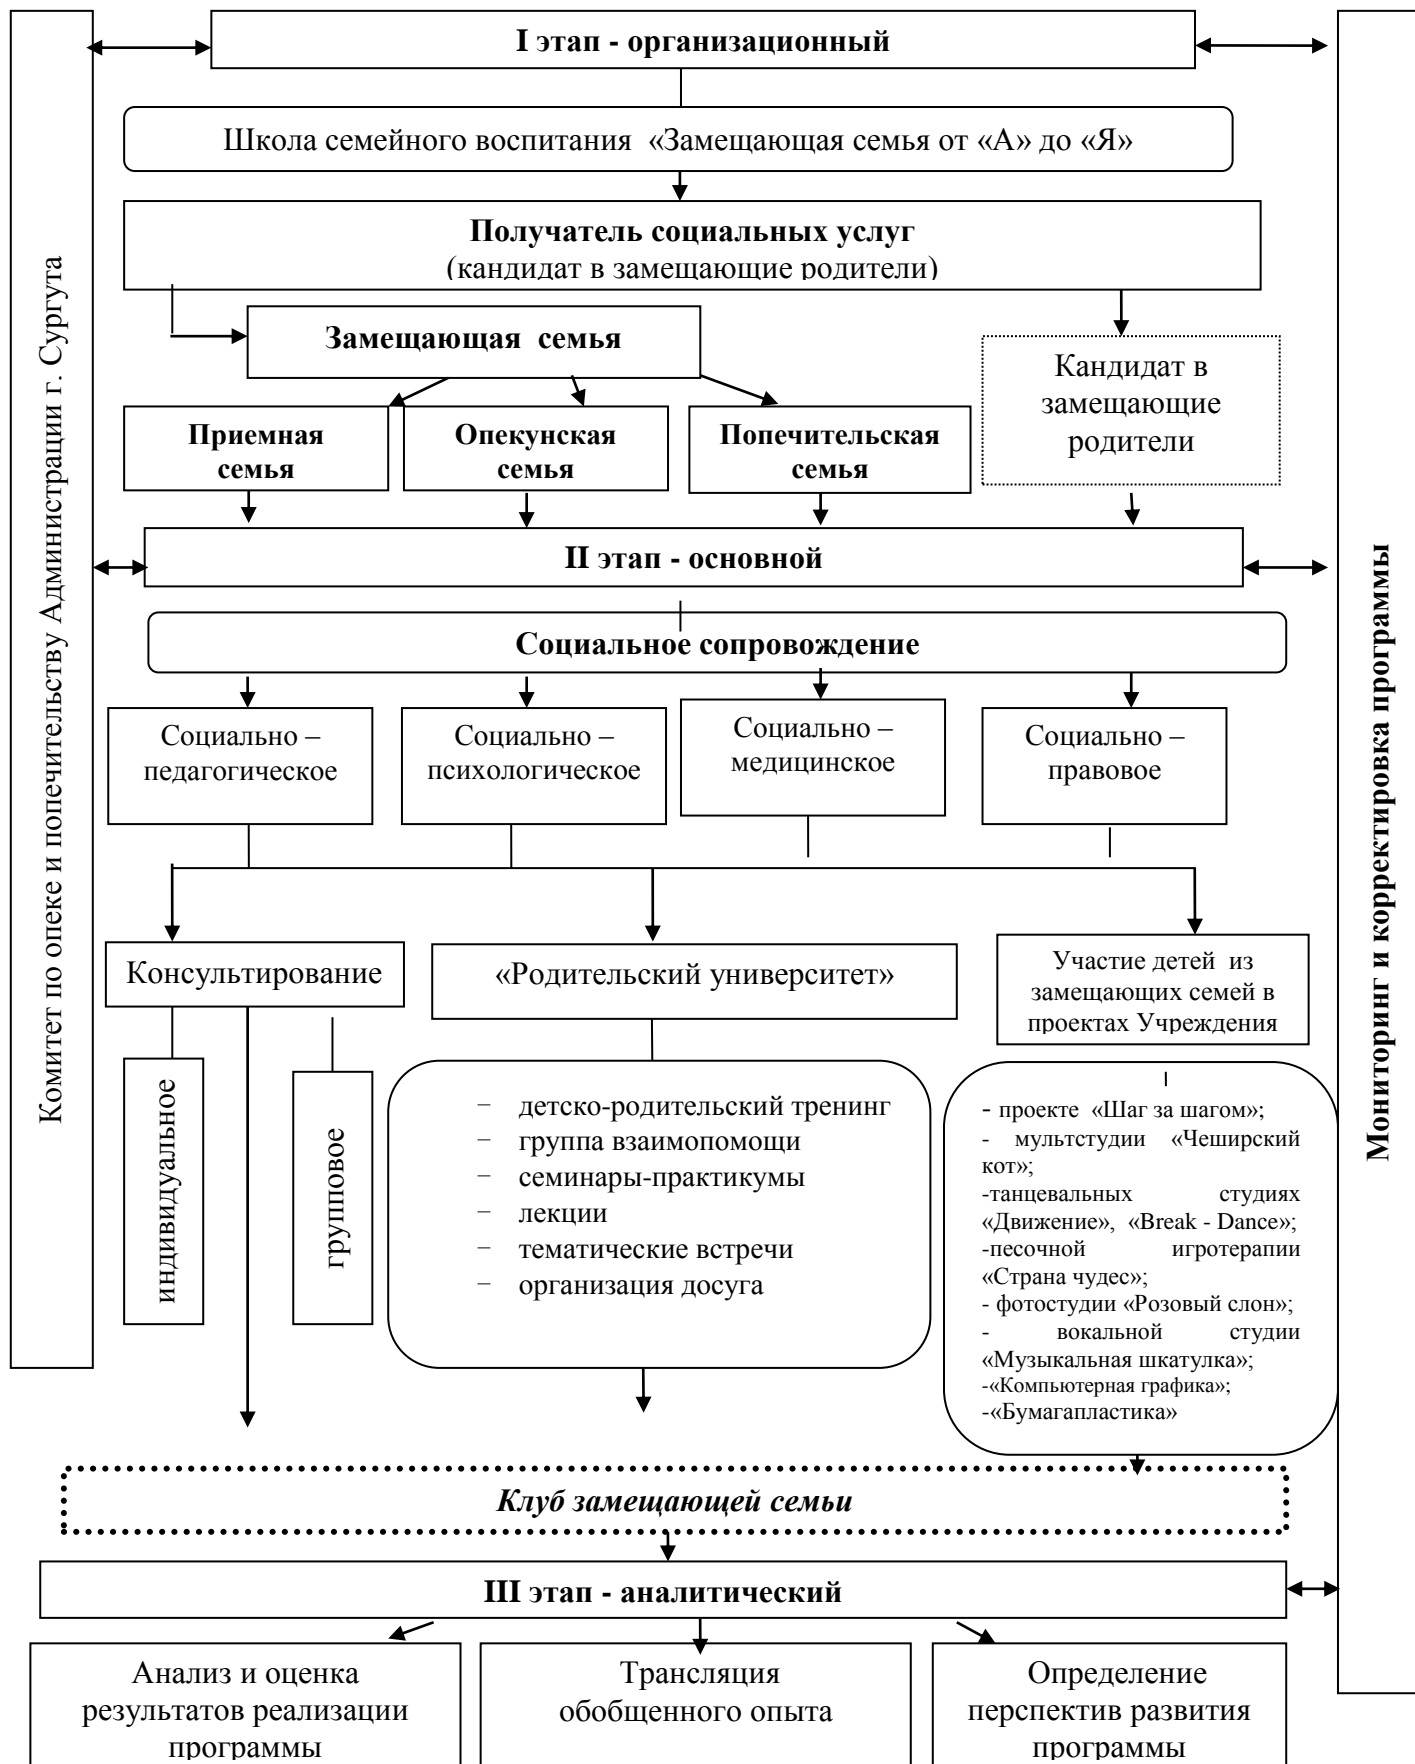 I этап - организационный
Школа семейного воспитания «Замещающая семья от «А» до «Я»
Получатель социальных услуг
(кандидат в замещающие родители)
Замещающая семья
Кандидат в
замещающие
родители
Приемная
семья
Опекунская
семья
Попечительская
семья
II этап - основной
Социальное сопровождение
Социально –
педагогическое
Социально –
психологическое
Социально –
медицинское
Социально –
правовое
Консультирование
«Родительский университет»
Участие детей из
замещающих семей в
проектах Учреждения
индивидуальное
групповое
– детско-родительский тренинг
– группа взаимопомощи
– семинары-практикумы
– лекции
– тематические встречи
– организация досуга
- проекте «Шаг за шагом»;
- мультстудии «Чеширский
кот»;
-танцевальных студиях
«Движение», «Break - Dance»;
-песочной игротерапии
«Страна чудес»;
- фотостудии «Розовый слон»;
- вокальной студии
«Музыкальная шкатулка»;
-«Компьютерная графика»;
-«Бумагапластика»
Клуб замещающей семьи
III этап - аналитический
Анализ и оценка
результатов реализации
программы
Трансляция
обобщенного опыта
Определение
перспектив развития
программы
Комитет по опеке и попечительству Администрации г. Сургута
Мониторинг и корректировка программы